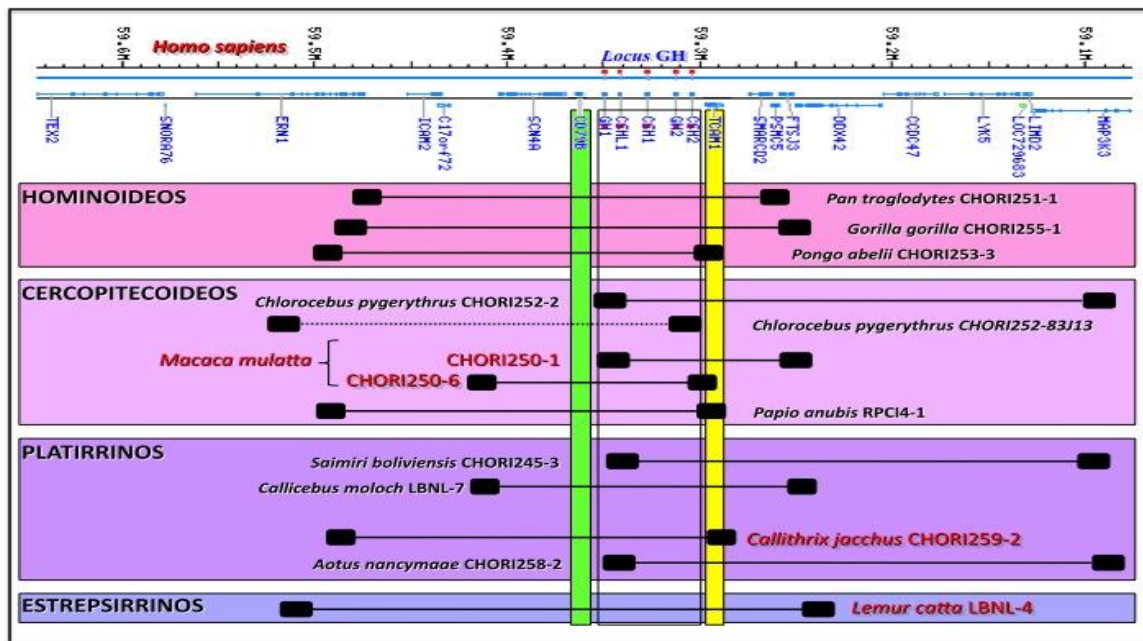 59.6M 59.5M 59.4M 59.3M 59.2M 59.1M
Homo sapiens
Locus GH
TEX2 SNORA76 ERN1 ICAM2 C17orf72 SCN4A CD79B GH1 CSHL1 CSH1 GH2 CSH2 TCAM1 SMARCD2 PSMC5 FTSJ3 DDX42 CCDC47 LYK5 LOC729683 LIMD2 MAP3K3
HOMINOIDEOS
Pan troglodytes CHORI251-1
Gorilla gorilla CHORI255-1
Pongo abelii CHORI253-3
CERCOPITECOIDEOS
Chlorocebus pygerythrus CHORI252-2
Chlorocebus pygerythrus CHORI252-83J13
Macaca mulatta CHORI250-1
CHORI250-6
Papio anubis RPCI4-1
PLATIRRINOS
Saimiri boliviensis CHORI245-3
Callicebus moloch LBNL-7
Callithrix jacchus CHORI259-2
Aotus nancymaae CHORI258-2
ESTREPSIRRINOS
Lemur catta LBNL-4